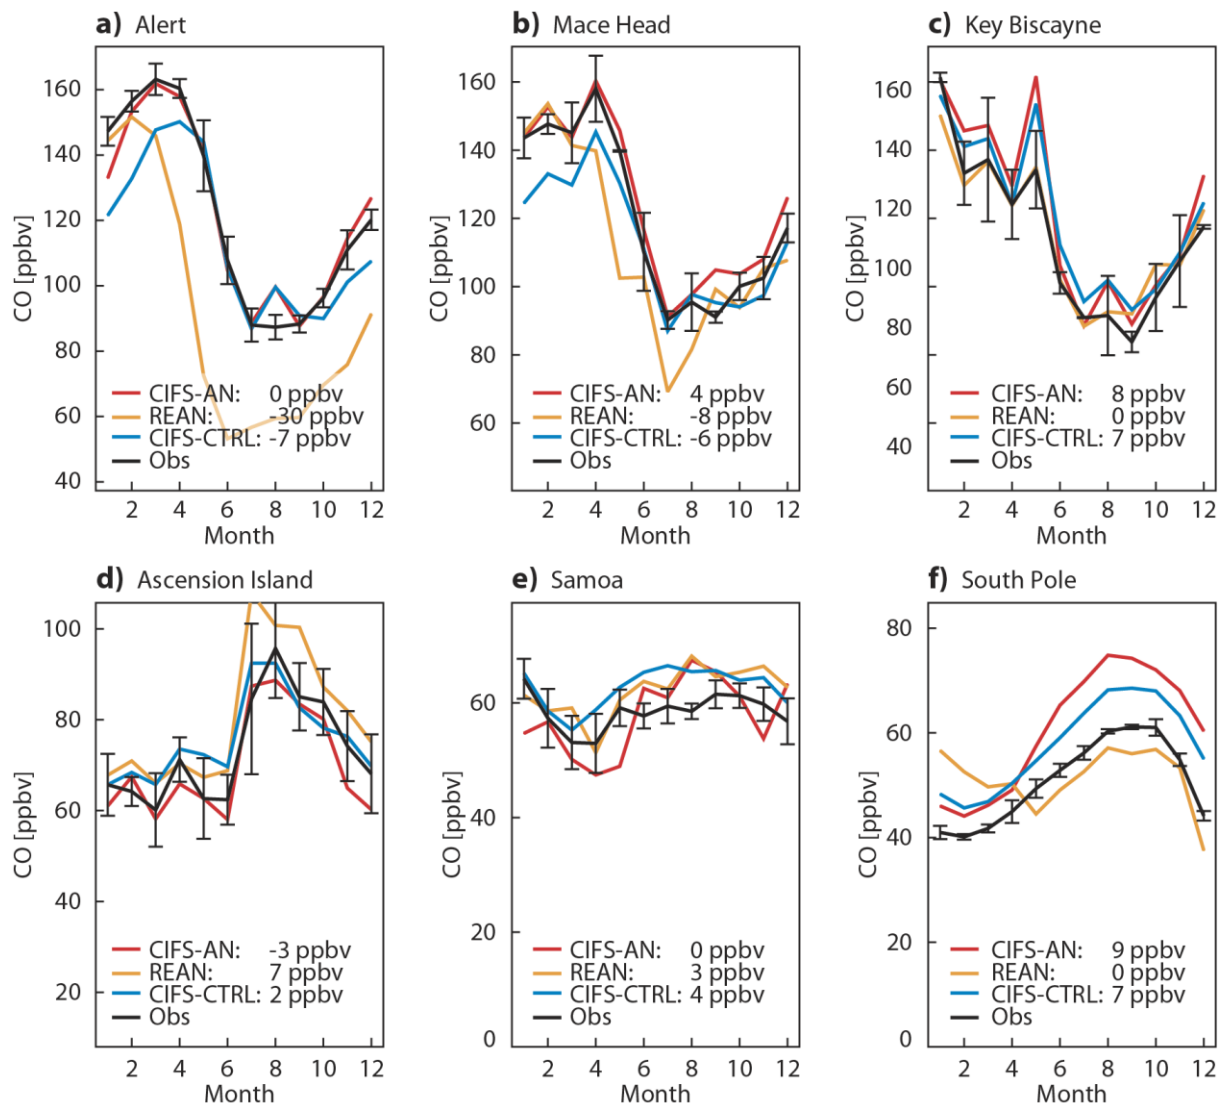 a) Alert
CO [ppbv]
160
140
120
100
80
60
40
CIFS-AN: 0 ppbv
REAN: -30 ppbv
CIFS-CTRL: -7 ppbv
Obs
2 4 6 8 10 12
Month
b) Mace Head
CO [ppbv]
160
140
120
100
80
60
CIFS-AN: 4 ppbv
REAN: -8 ppbv
CIFS-CTRL: -6 ppbv
Obs
2 4 6 8 10 12
Month
c) Key Biscayne
CO [ppbv]
160
140
120
100
80
60
40
CIFS-AN: 8 ppbv
REAN: 0 ppbv
CIFS-CTRL: 7 ppbv
Obs
2 4 6 8 10 12
Month
d) Ascension Island
CO [ppbv]
100
80
60
40
20
CIFS-AN: -3 ppbv
REAN: 7 ppbv
CIFS-CTRL: 2 ppbv
Obs
2 4 6 8 10 12
Month
e) Samoa
CO [ppbv]
60
40
20
0
CIFS-AN: 0 ppbv
REAN: 3 ppbv
CIFS-CTRL: 4 ppbv
Obs
2 4 6 8 10 12
Month
f) South Pole
CO [ppbv]
80
60
40
20
0
CIFS-AN: 9 ppbv
REAN: 0 ppbv
CIFS-CTRL: 7 ppbv
Obs
2 4 6 8 10 12
Month